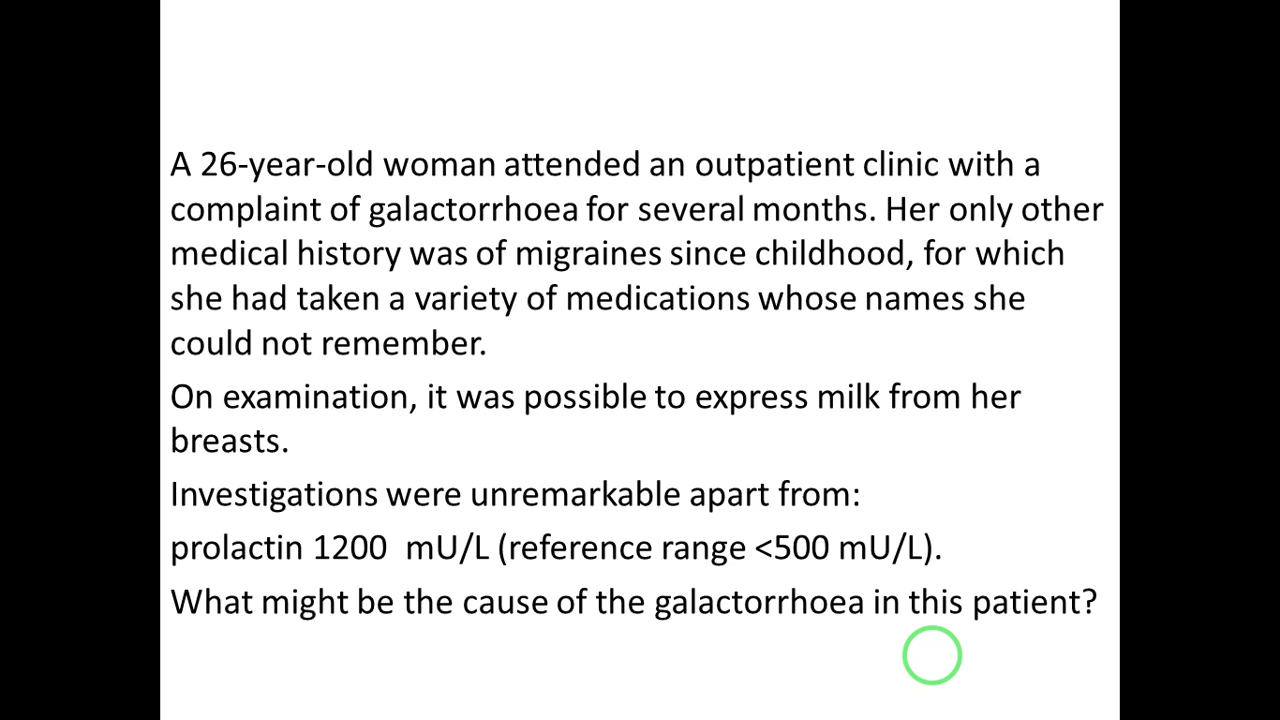 A 26-year-old woman attended an outpatient clinic with a
complaint of galactorrhoea for several months. Her only other
medical history was of migraines since childhood, for which
she had taken a variety of medications whose names she
could not remember.
On examination, it was possible to express milk from her
breasts.
Investigations were unremarkable apart from:
prolactin 1200  mU/L (reference range <500 mU/L).
What might be the cause of the galactorrhoea in this patient?